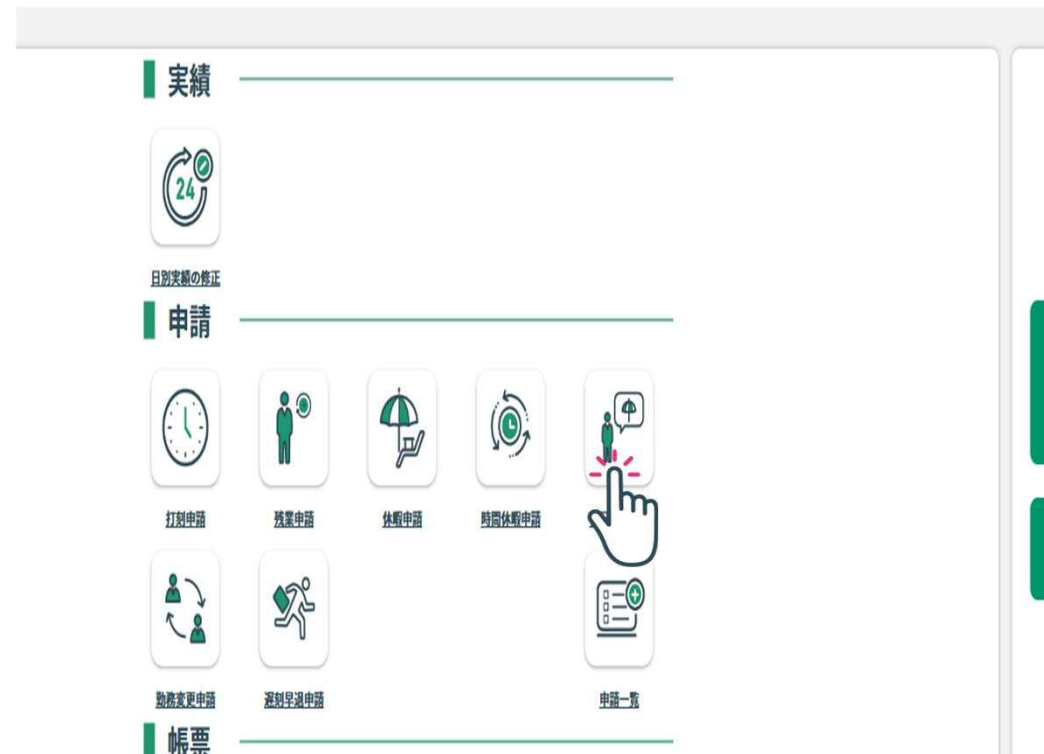 実績
24
日別実績の修正
申請
打刻申請
残業申請
休暇申請
時間休暇申請
勤務変更申請
遅刻早退申請
申請一覧
帳票